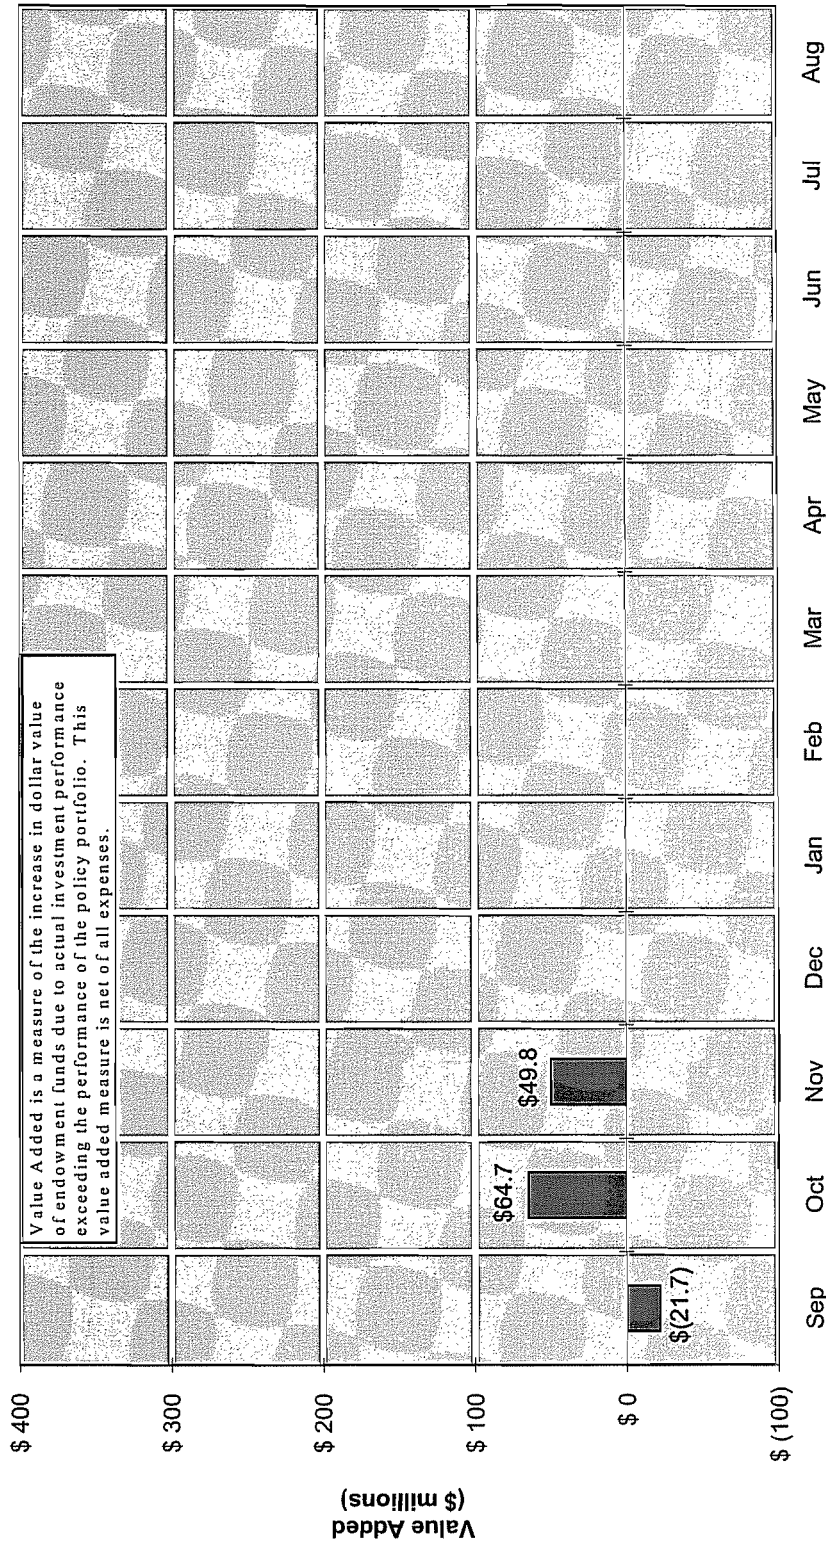 Value Added is a measure of the increase in dollar value
of endowment funds due to actual investment performance
exceeding the performance of the policy portfolio. This
value added measure is net of all expenses.
Value Added
($ millions)
$ 400
$ 300
$ 200
$ 100
$ 0
$ (100)
$(21.7)
$64.7
$49.8
Sep
Oct
Nov
Dec
Jan
Feb
Mar
Apr
May
Jun
Jul
Aug